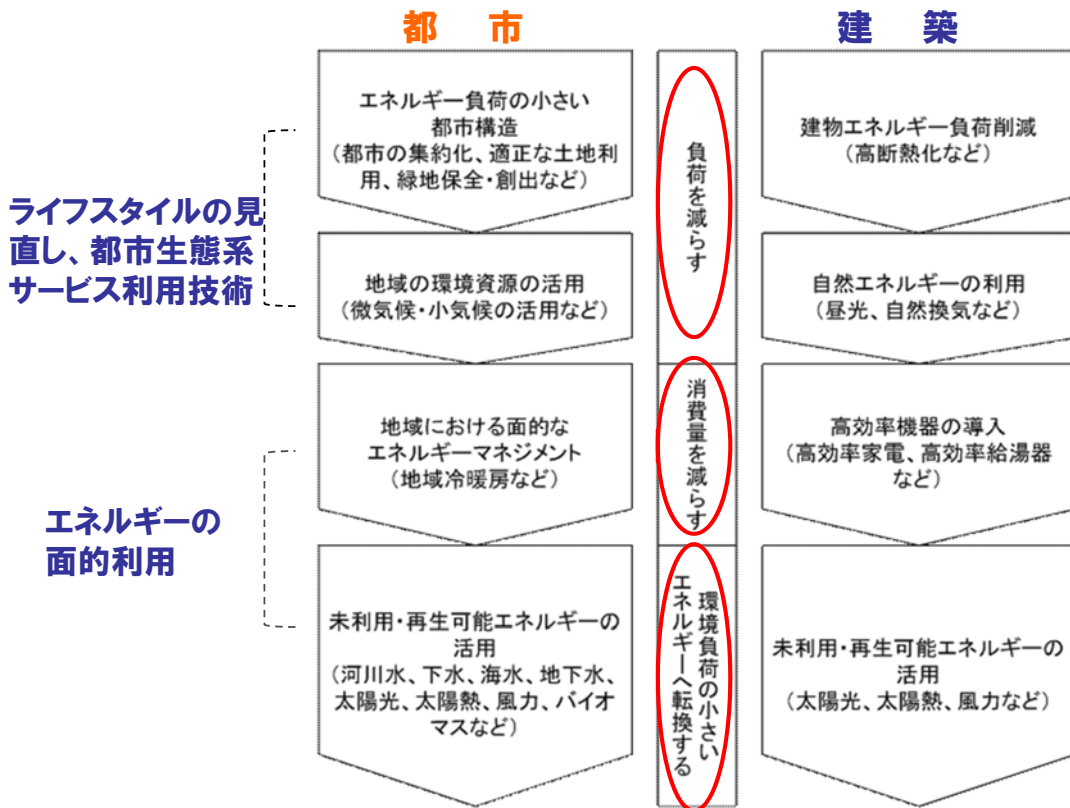 都 市
建 築
エネルギー負荷の小さい
都市構造
（都市の集約化、適正な土地利
用、緑地保全・創出など）
負荷を減らす
建物エネルギー負荷削減
（高断熱化など）
ライフスタイルの見
直し、都市生態系
サービス利用技術
地域の環境資源の活用
（微気候・小気候の活用など）
自然エネルギーの利用
（昼光、自然換気など）
地域における面的な
エネルギーマネジメント
（地域冷暖房など）
消費量を減らす
高効率機器の導入
（高効率家電、高効率給湯器
など）
エネルギーの
面的利用
未利用・再生可能エネルギーの
活用
（河川水、下水、海水、地下水、
太陽光、太陽熱、風力、バイオ
マスなど）
環境負荷の小さい
エネルギーへ転換する
未利用・再生可能エネルギーの
活用
（太陽光、太陽熱、風力など）